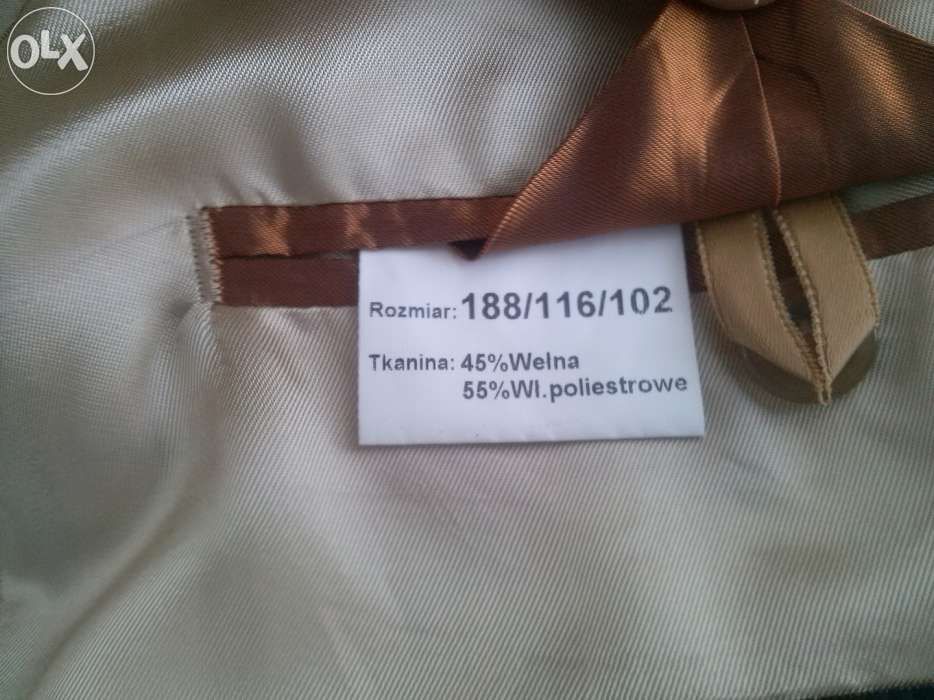 OLX
Rozmiar: 188/116/102
Tkanina: 45%Wełna
55%Wł.poliestrowe